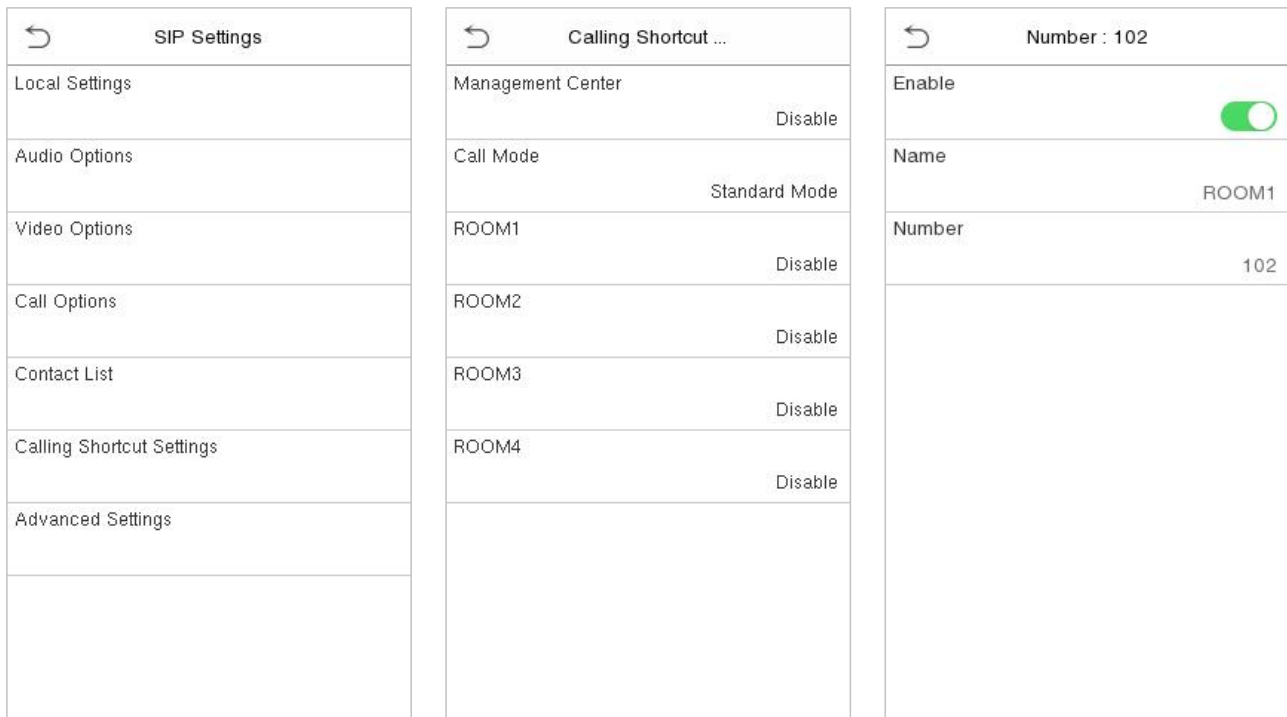 SIP Settings
Local Settings
Audio Options
Video Options
Call Options
Contact List
Calling Shortcut Settings
Advanced Settings
Calling Shortcut ...
Management Center
Disable
Call Mode
Standard Mode
ROOM1
Disable
ROOM2
Disable
ROOM3
Disable
ROOM4
Disable
Number : 102
Enable
Name
ROOM1
Number
102